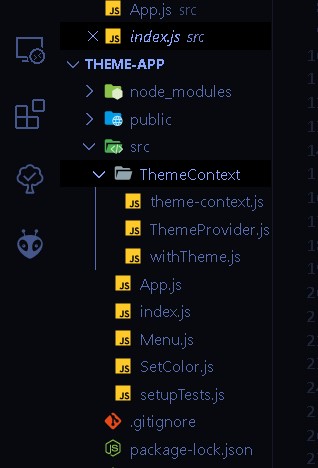 App.js src
index.js src
THEME-APP
node_modules
public
src
ThemeContext
theme-context.js
ThemeProvider.js
withTheme.js
App.js
index.js
Menu.js
SetColor.js
setupTests.js
.gitignore
package-lock.json